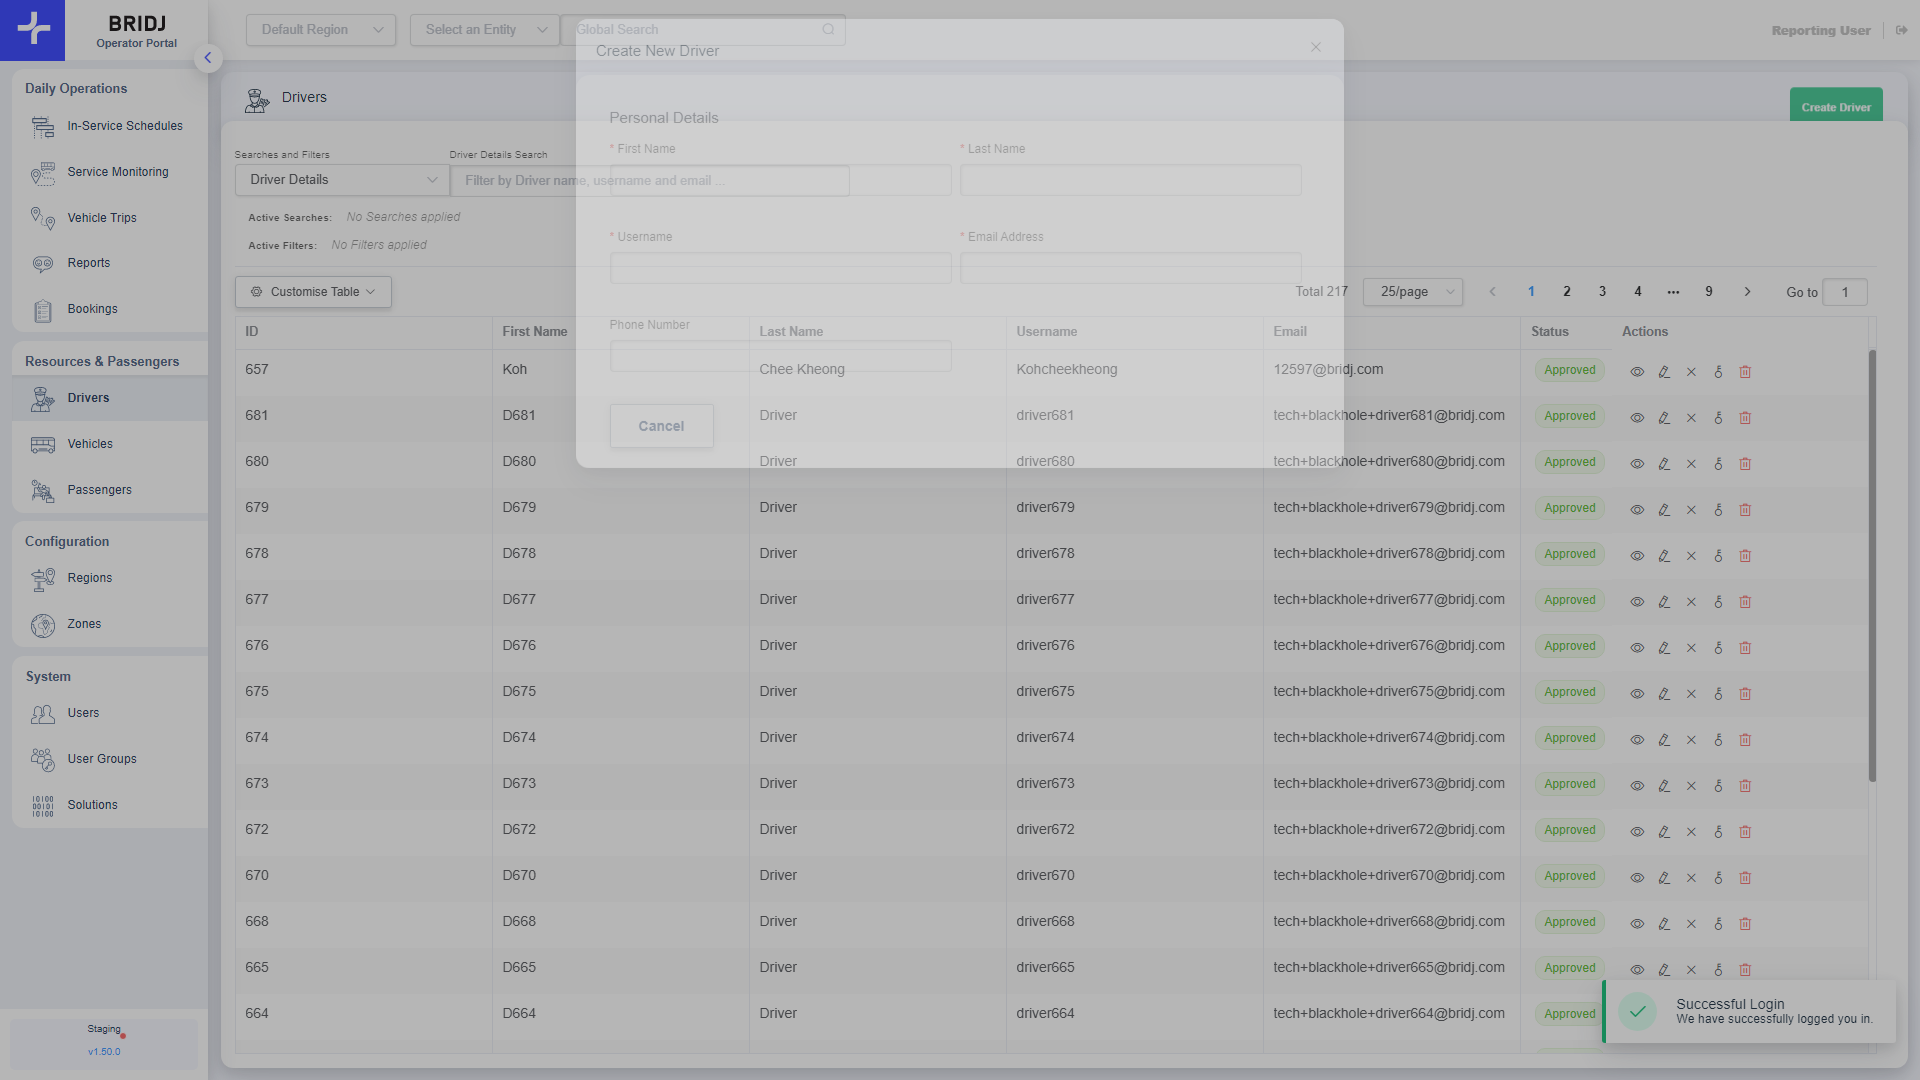 BRIDJ
Operator Portal
Default Region
Select an Entity
Global Search
Reporting User
Create New Driver
Daily Operations
In-Service Schedules
Service Monitoring
Vehicle Trips
Reports
Bookings
Resources & Passengers
Drivers
Vehicles
Passengers
Configuration
Regions
Zones
System
Users
User Groups
Solutions
Staging
v1.50.0
Drivers
Create Driver
Searches and Filters
Driver Details Search
Driver Details
Filter by Driver name, username and email ...
Active Searches: No Searches applied
Active Filters: No Filters applied
Personal Details
* First Name
* Last Name
* Username
* Email Address
Phone Number
Cancel
Customise Table
Total 217
25/page
1 2 3 4 ... 9
Go to 1
ID First Name Last Name Username Email Status Actions
657 Koh Chee Kheong Kohcheekheong 12597@bridj.com Approved
681 D681 Driver driver681 tech+blackhole+driver681@bridj.com Approved
680 D680 Driver driver680 tech+blackhole+driver680@bridj.com Approved
679 D679 Driver driver679 tech+blackhole+driver679@bridj.com Approved
678 D678 Driver driver678 tech+blackhole+driver678@bridj.com Approved
677 D677 Driver driver677 tech+blackhole+driver677@bridj.com Approved
676 D676 Driver driver676 tech+blackhole+driver676@bridj.com Approved
675 D675 Driver driver675 tech+blackhole+driver675@bridj.com Approved
674 D674 Driver driver674 tech+blackhole+driver674@bridj.com Approved
673 D673 Driver driver673 tech+blackhole+driver673@bridj.com Approved
672 D672 Driver driver672 tech+blackhole+driver672@bridj.com Approved
670 D670 Driver driver670 tech+blackhole+driver670@bridj.com Approved
668 D668 Driver driver668 tech+blackhole+driver668@bridj.com Approved
665 D665 Driver driver665 tech+blackhole+driver665@bridj.com Approved
664 D664 Driver driver664 tech+blackhole+driver664@bridj.com Approved
Successful Login
We have successfully logged you in.